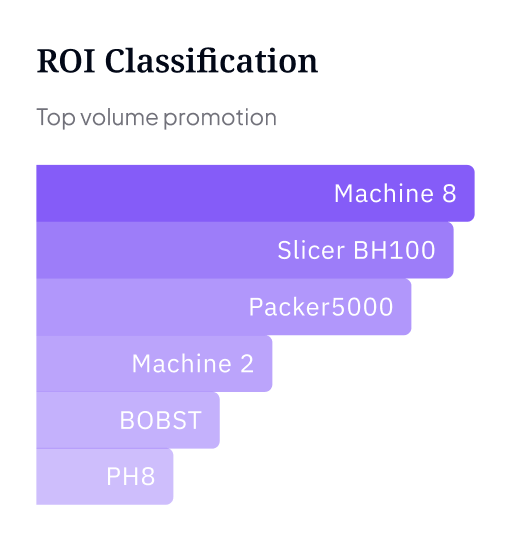 ROI Classification
Top volume promotion
Machine 8
Slicer BH100
Packer5000
Machine 2
BOBST
PH8